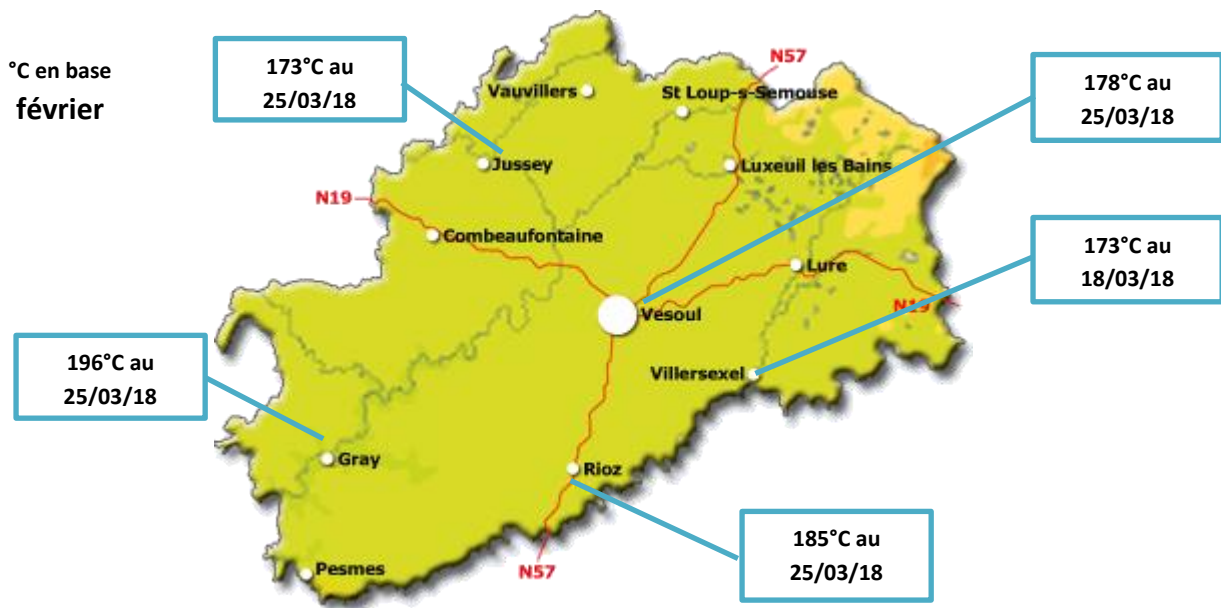 °C en base
février
173°C au
25/03/18
N57
178°C au
25/03/18
Vauvillers
St Loup-s-Semouse
Jussey
Luxeuil les Bains
N19
Combeaufontaine
173°C au
18/03/18
Lure
N19
Vesoul
196°C au
25/03/18
Villersexel
Gray
Rioz
185°C au
25/03/18
Pesmes
N57